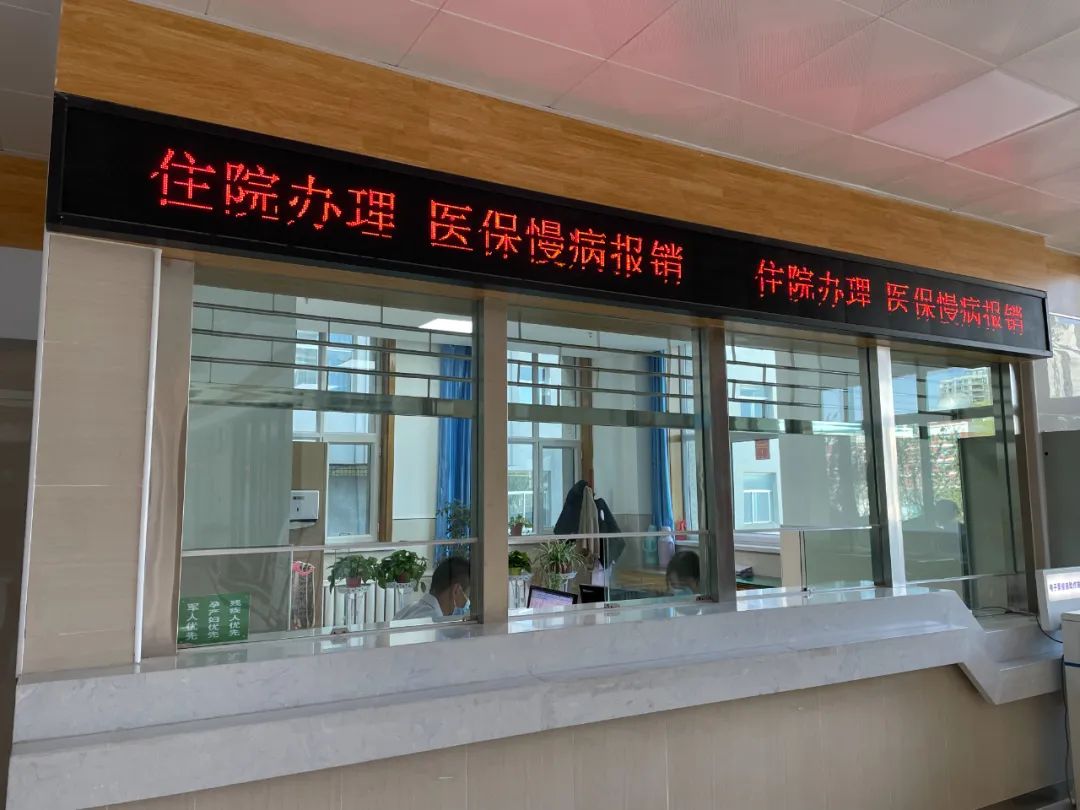 住院办理 医保慢病报销 住院办理 医保慢病报销
残疾人优先
孕产妇优先
军人优先